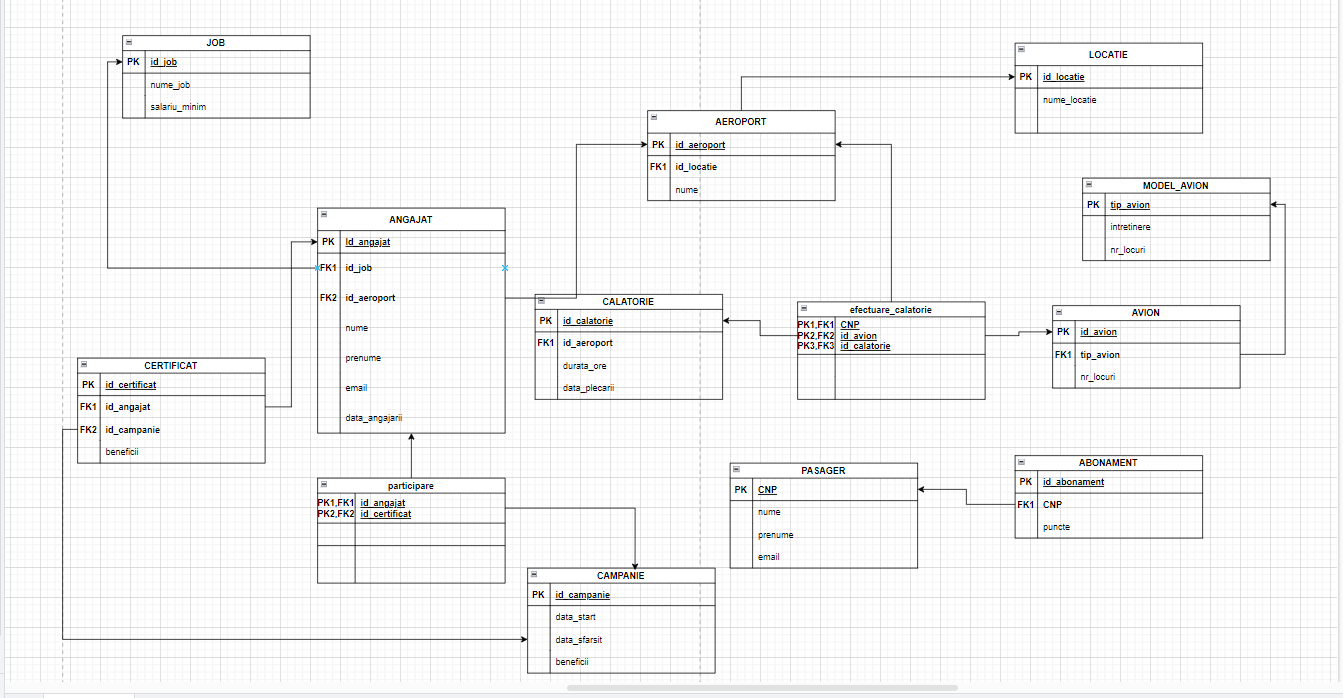 JOB
PK id_job
nume_job
salariu_minim
LOCATIE
PK id_locatie
nume_locatie
AEROPORT
PK id_aeroport
FK1 id_locatie
nume
MODEL_AVION
PK tip_avion
intretinere
nr_locuri
ANGAJAT
PK Id_angajat
FK1 id_job
FK2 id_aeroport
nume
prenume
email
data_angajarii
CALATORIE
PK id_calatorie
FK1 id_aeroport
durata_ore
data_plecarii
efectuare_calatorie
PK1,FK1 CNP
PK2,FK2 id_avion
PK3,FK3 id_calatorie
AVION
PK id_avion
FK1 tip_avion
nr_locuri
CERTIFICAT
PK id_certificat
FK1 id_angajat
FK2 id_campanie
beneficii
participare
PK1,FK1 id_angajat
PK2,FK2 id_certificat
PASAGER
PK CNP
nume
prenume
email
ABONAMENT
PK id_abonament
FK1 CNP
puncte
CAMPANIE
PK id_campanie
data_start
data_sfarsit
beneficii